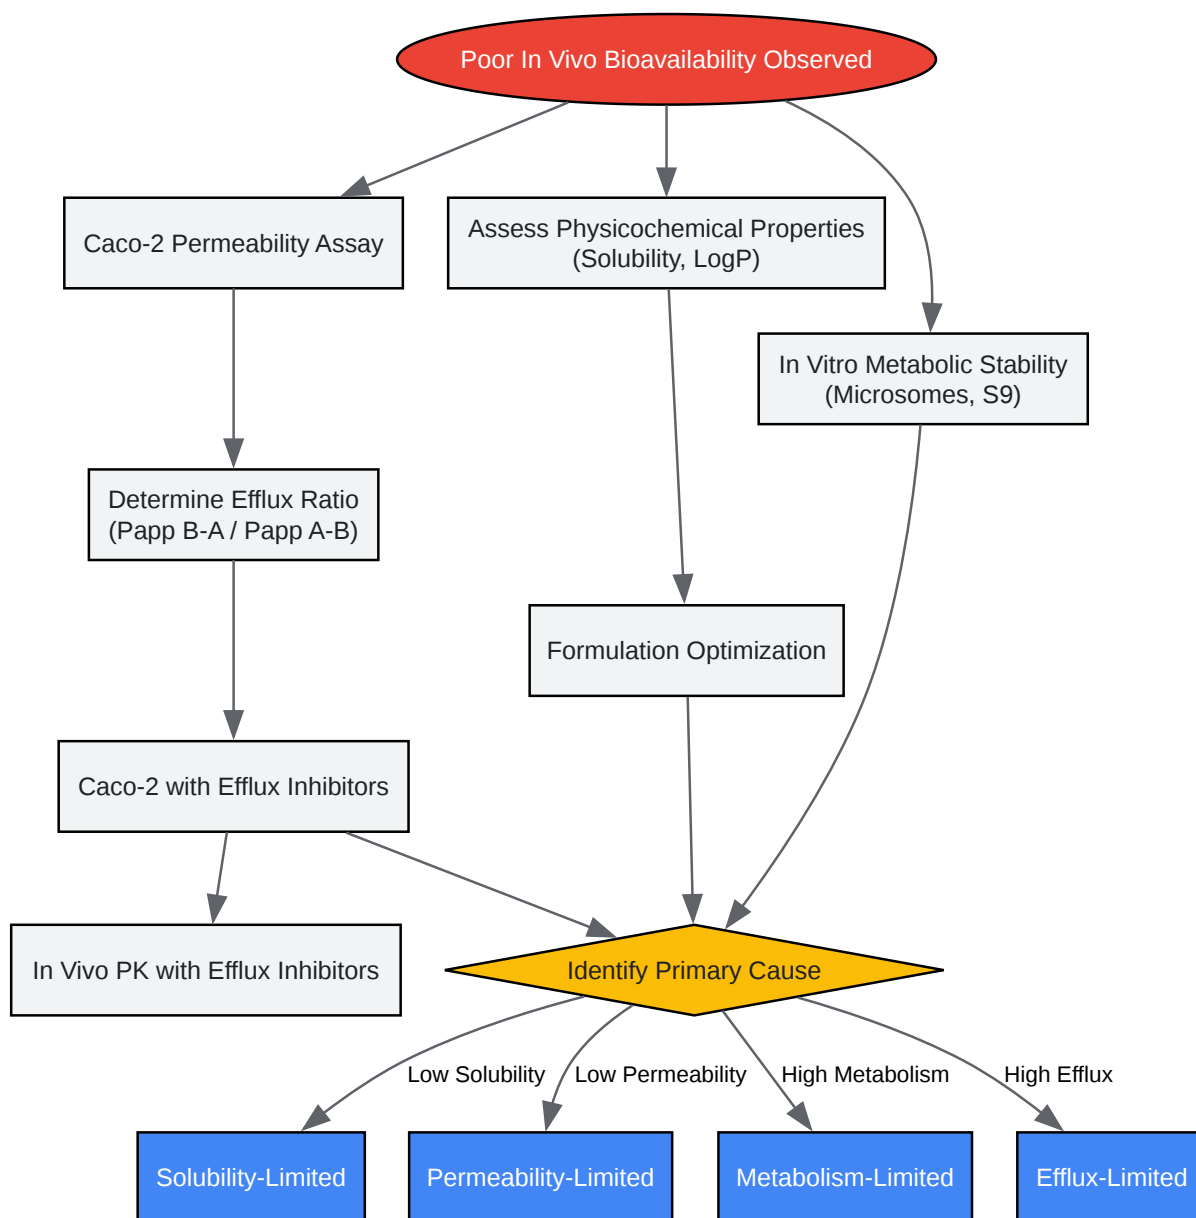 Poor In Vivo Bioavailability Observed
Caco-2 Permeability Assay
Assess Physicochemical Properties
(Solubility, LogP)
In Vitro Metabolic Stability
(Microsomes, S9)
Determine Efflux Ratio
(Papp B-A / Papp A-B)
Formulation Optimization
Caco-2 with Efflux Inhibitors
In Vivo PK with Efflux Inhibitors
Identify Primary Cause
Low Solubility
Low Permeability
High Metabolism
High Efflux
Solubility-Limited
Permeability-Limited
Metabolism-Limited
Efflux-Limited